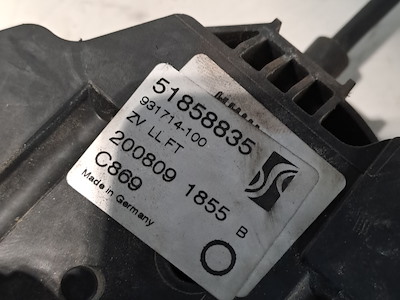 51858835
931714-100
ZV LL FT
200809 1855 B
C869
Made in Germany